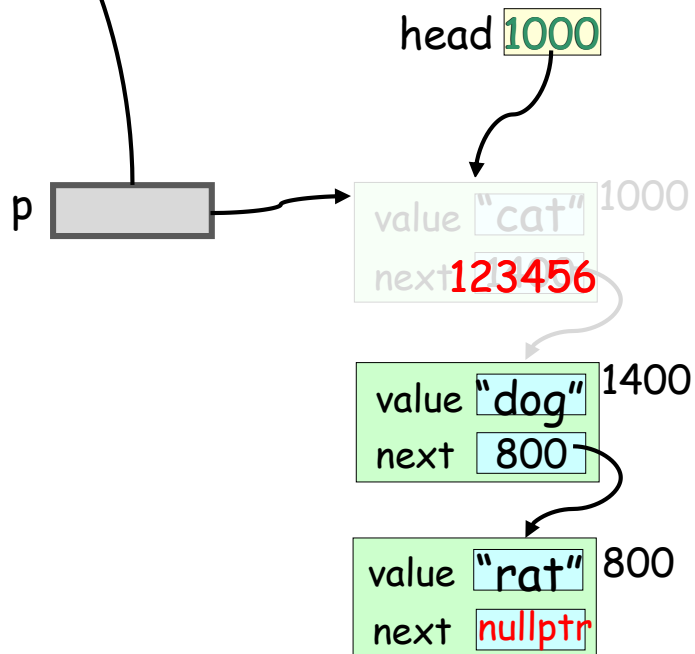 head 1000
p
value "cat" 1000
next 123456
value "dog" 1400
next 800
value "rat" 800
next nullptr